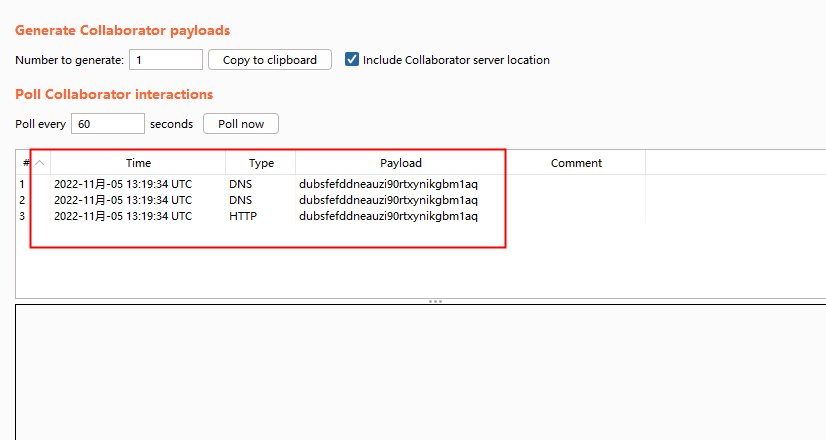 Generate Collaborator payloads
Number to generate: 1 Copy to clipboard Include Collaborator server location
Poll Collaborator interactions
Poll every 60 seconds Poll now
# Time Type Payload Comment
1 2022-11月-05 13:19:34 UTC DNS dubsfefddneauzi90rtxynikgbm1aq
2 2022-11月-05 13:19:34 UTC DNS dubsfefddneauzi90rtxynikgbm1aq
3 2022-11月-05 13:19:34 UTC HTTP dubsfefddneauzi90rtxynikgbm1aq